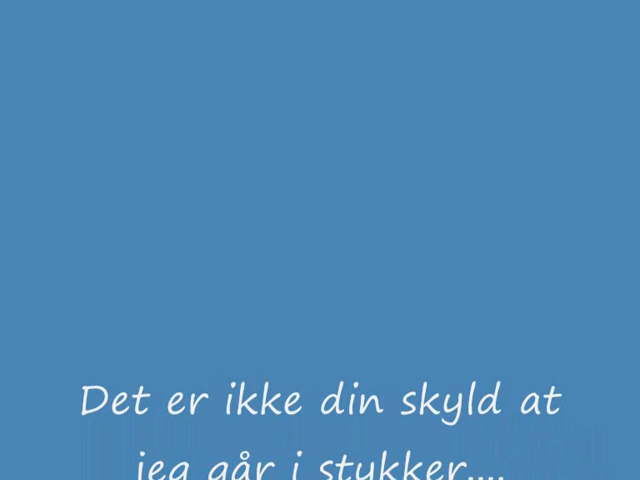 Det er ikke din skyld at
jeg går i stykker....